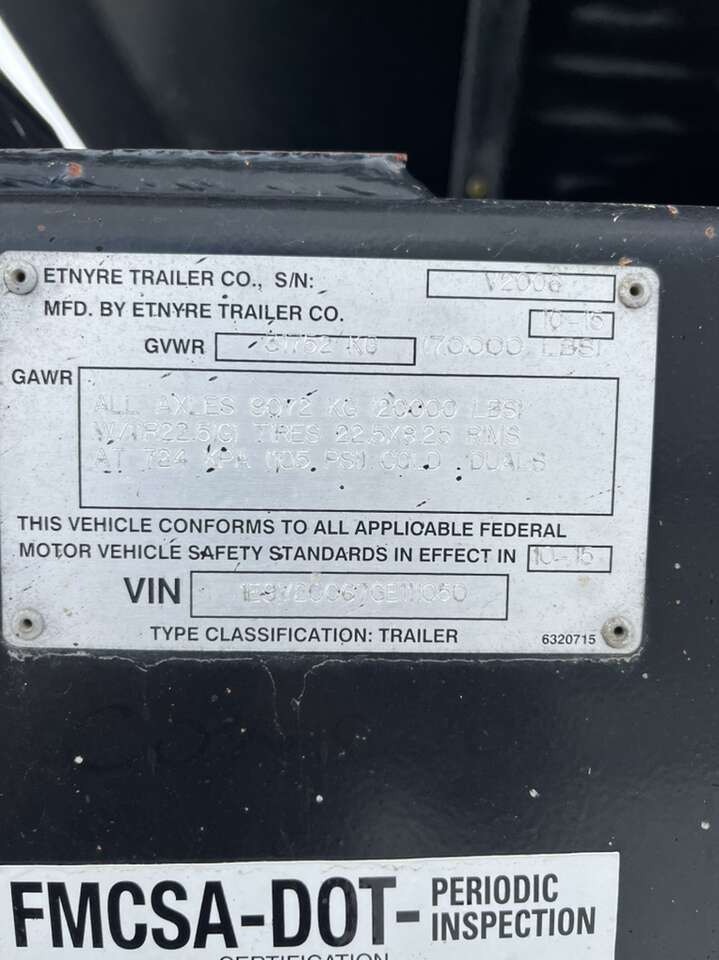 ETNYRE TRAILER CO., S/N: V2006
MFD. BY ETNYRE TRAILER CO. 10-15
GVWR 31752 KG (70000 LBS)
GAWR
ALL AXLES 9072 KG (20000 LBS)
W/11R22.5(G) TIRES 22.5X8.25 RIMS
AT 724 KPA (105 PSI) COLD DUALS
THIS VEHICLE CONFORMS TO ALL APPLICABLE FEDERAL
MOTOR VEHICLE SAFETY STANDARDS IN EFFECT IN 10-15
VIN
TYPE CLASSIFICATION: TRAILER 6320715
FMCSA-DOT- PERIODIC
INSPECTION
CERTIFICATION